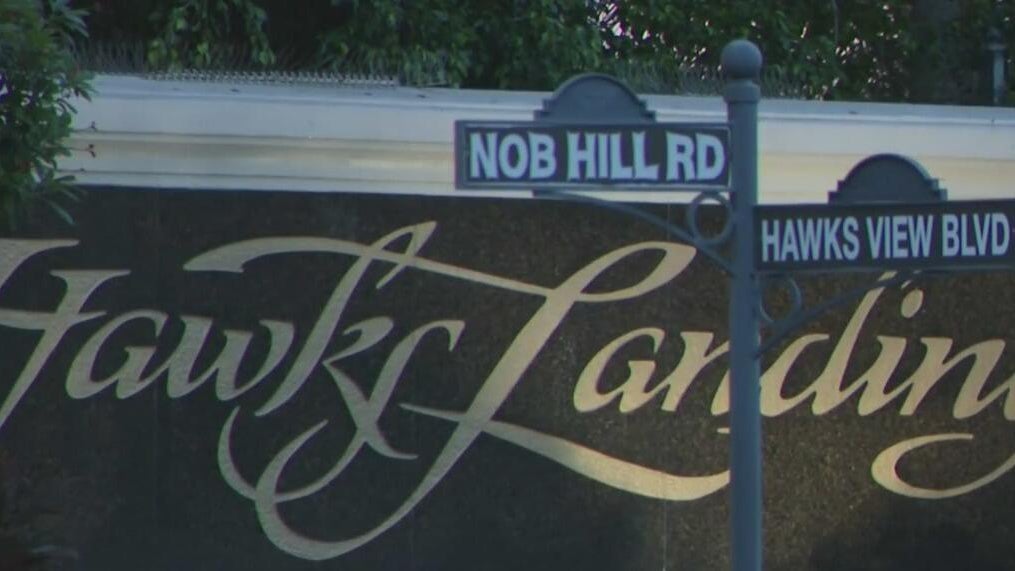 NOB HILL RD
HAWKS VIEW BLVD
Hawks Landing